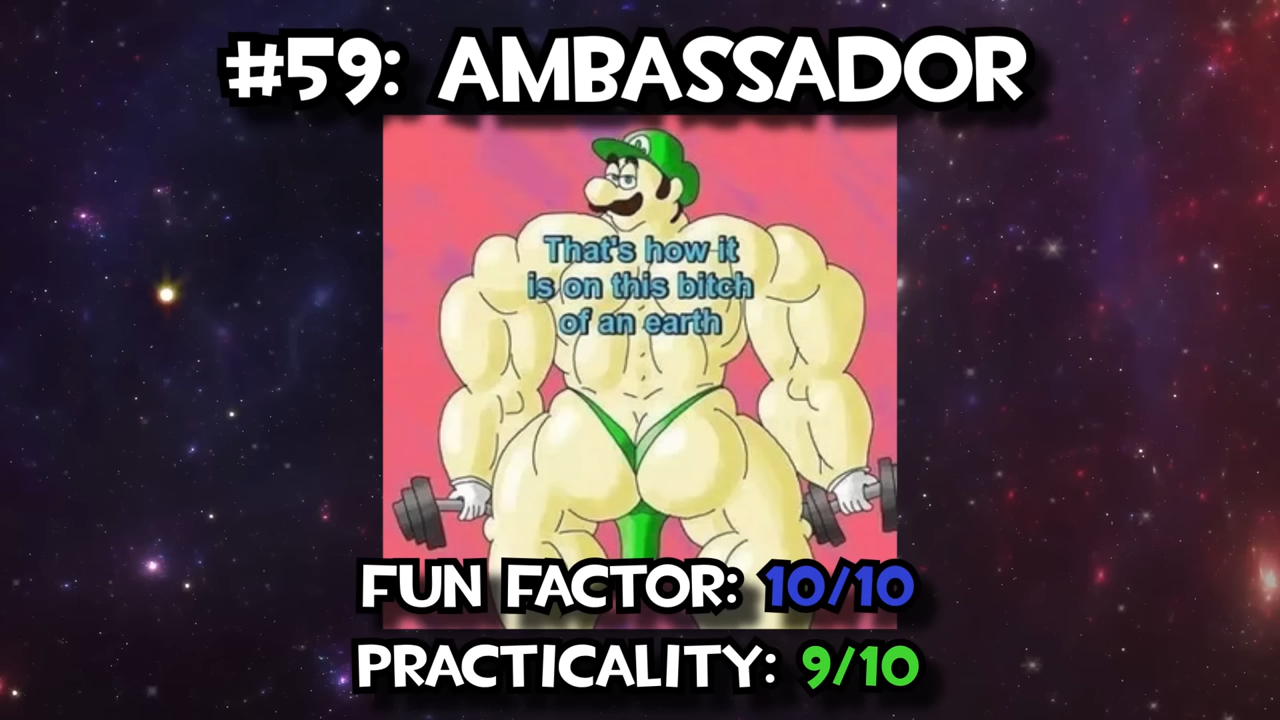 #59: AMBASSADOR
That's how it
is on this bitch
of an earth
FUN FACTOR: 10/10
PRACTICALITY: 9/10